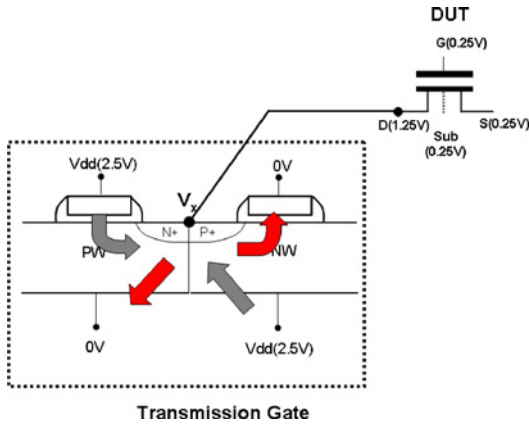 DUT
G(0.25V)
D(1.25V)
S(0.25V)
Sub
(0.25V)
Vdd(2.5V)
Vx
0V
N+
P+
PW
NW
0V
Vdd(2.5V)
Transmission Gate